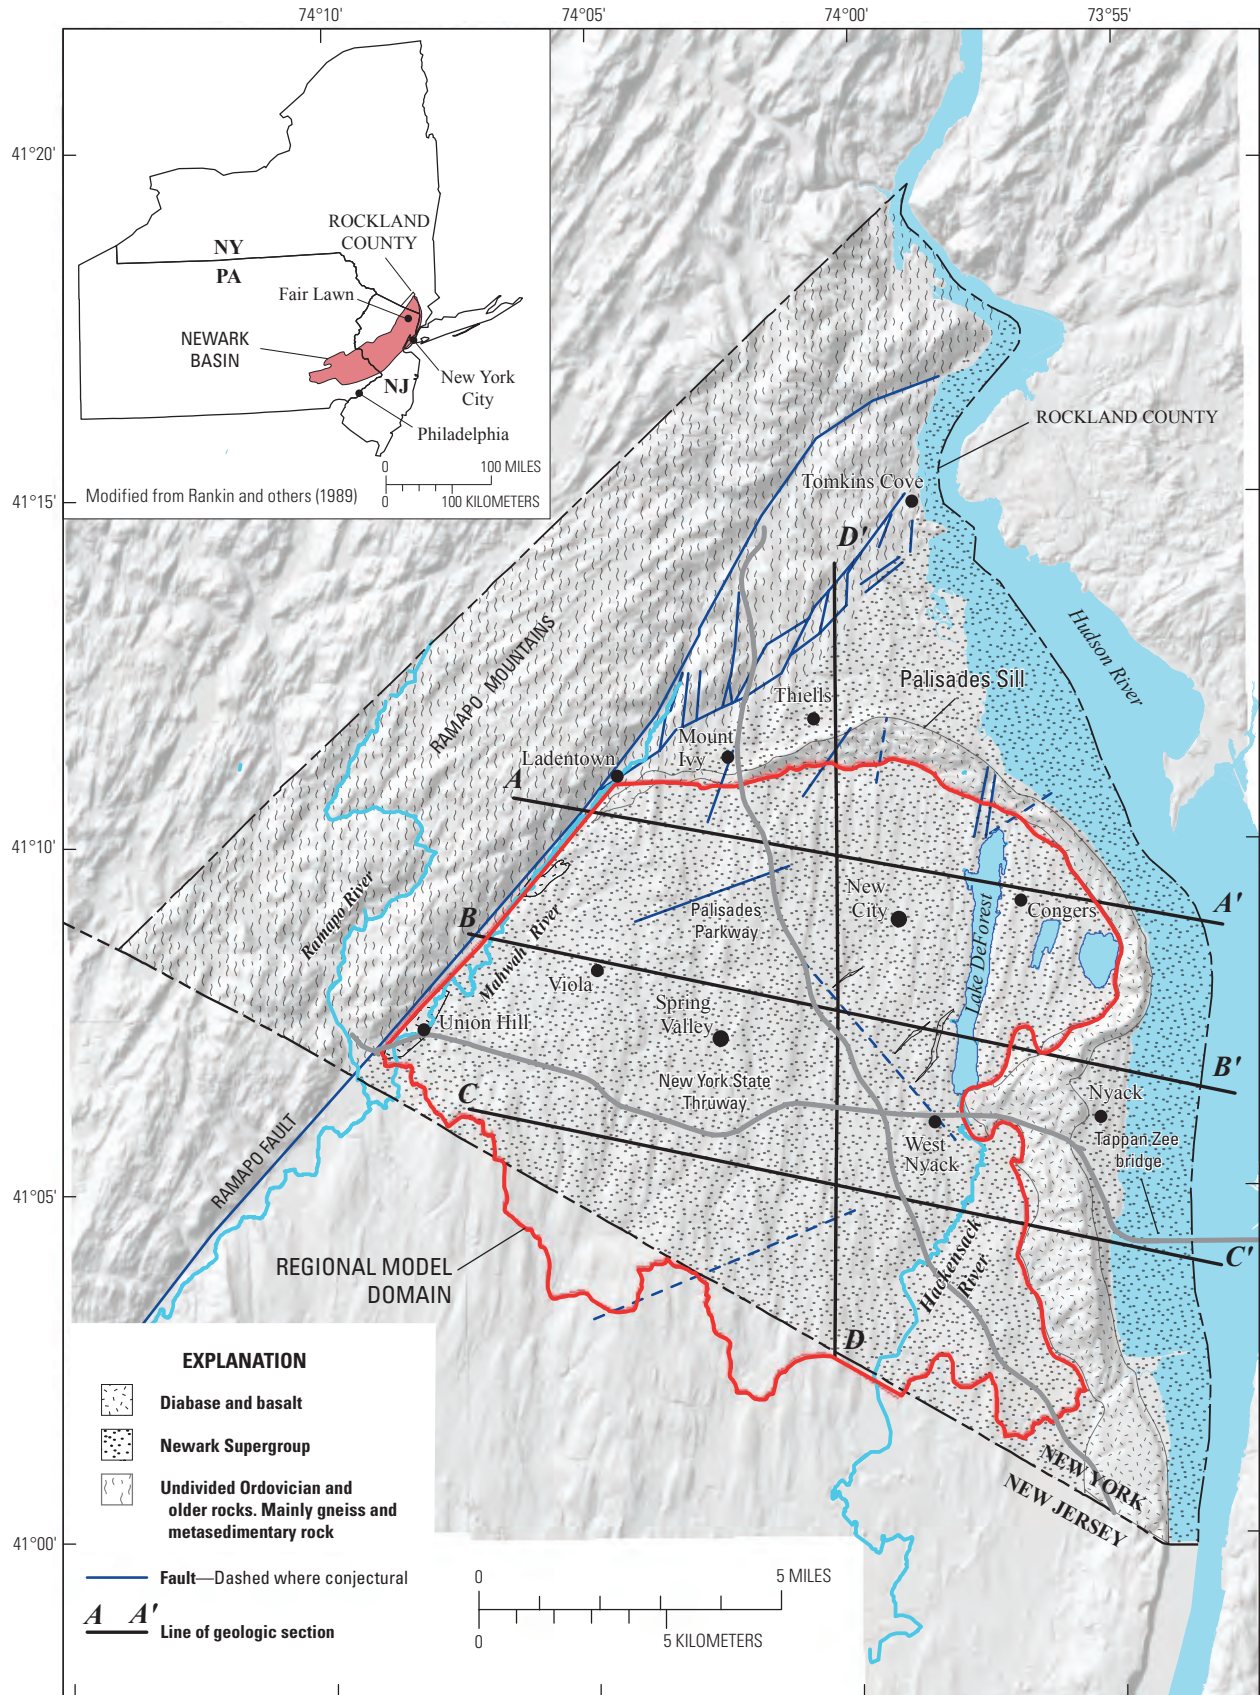 74°10'
74°05'
74°00'
73°55'
41°20'
41°15'
41°10'
41°05'
41°00'
NY
PA
ROCKLAND
COUNTY
Fair Lawn
NEWARK
BASIN
NJ
New York
City
Philadelphia
0 100 MILES
0 100 KILOMETERS
Modified from Rankin and others (1989)
ROCKLAND COUNTY
Tomkins Cove
D'
Hudson River
RAMAPO MOUNTAINS
Palisades Sill
Thiells
Mount
Ivy
Ladentown
A
Ramapo River
B
Mahwah River
Palisades
Parkway
New
City
Lake DeForest
Congers
A'
Viola
Spring
Valley
Union Hill
New York State
Thruway
C
B'
Nyack
West
Nyack
Tappan Zee
bridge
RAMAPO FAULT
Hackensack
River
C'
REGIONAL MODEL
DOMAIN
D
NEW YORK
NEW JERSEY
EXPLANATION
Diabase and basalt
Newark Supergroup
Undivided Ordovician and
older rocks. Mainly gneiss and
metasedimentary rock
Fault—Dashed where conjectural
A A'
Line of geologic section
0 5 MILES
0 5 KILOMETERS